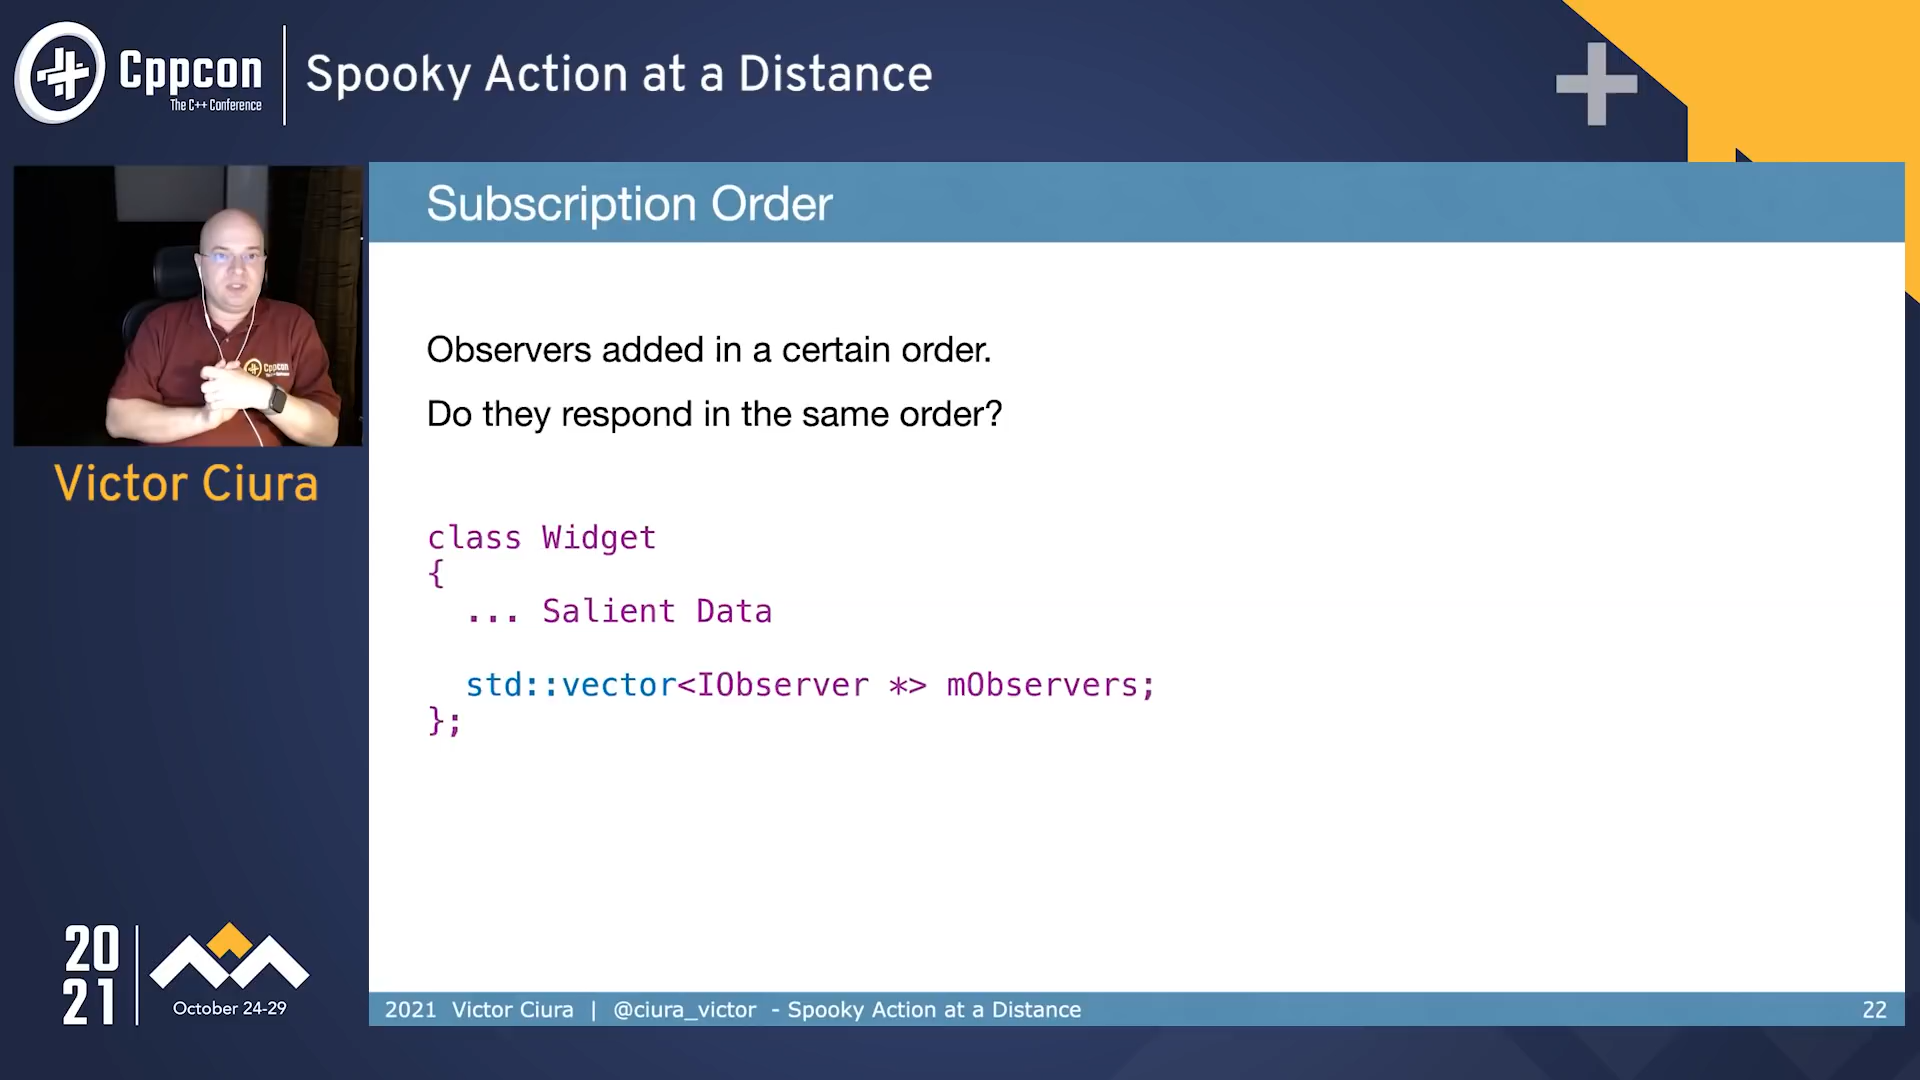 Cppcon
The C++ Conference
Spooky Action at a Distance
Subscription Order
Observers added in a certain order.
Do they respond in the same order?
class Widget
{
... Salient Data
std::vector<IObserver *> mObservers;
};
Cppcon
Victor Ciura
20
21
October 24-29
2021 Victor Ciura | @ciura_victor - Spooky Action at a Distance
22